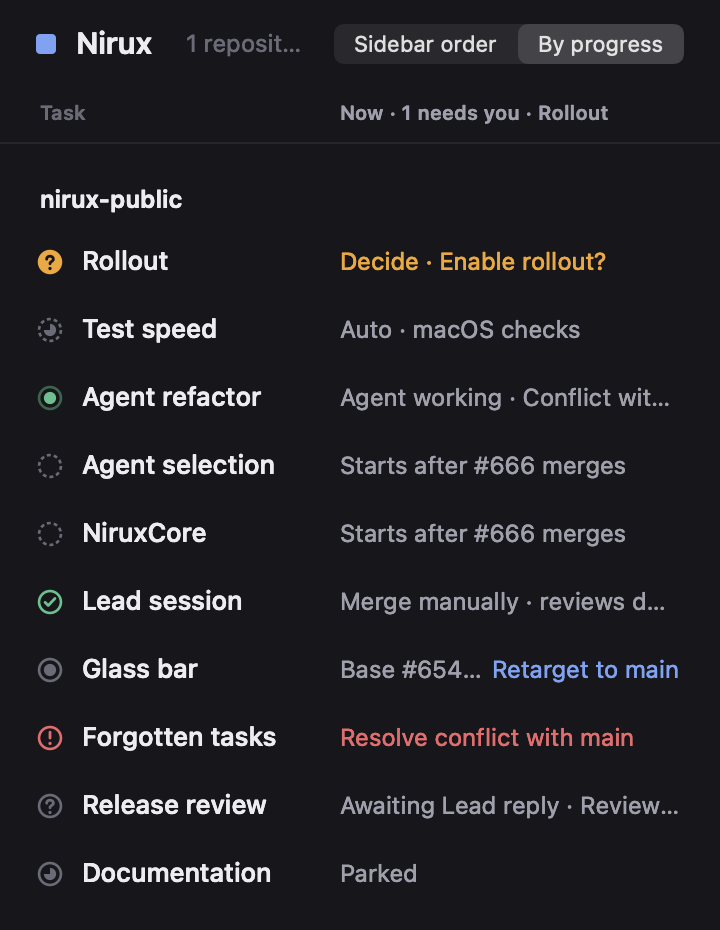 Nirux 1 reposit... Sidebar order By progress
Task Now · 1 needs you · Rollout
nirux-public
Rollout Decide · Enable rollout?
Test speed Auto · macOS checks
Agent refactor Agent working · Conflict wit...
Agent selection Starts after #666 merges
NiruxCore Starts after #666 merges
Lead session Merge manually · reviews d...
Glass bar Base #654... Retarget to main
Forgotten tasks Resolve conflict with main
Release review Awaiting Lead reply · Review...
Documentation Parked